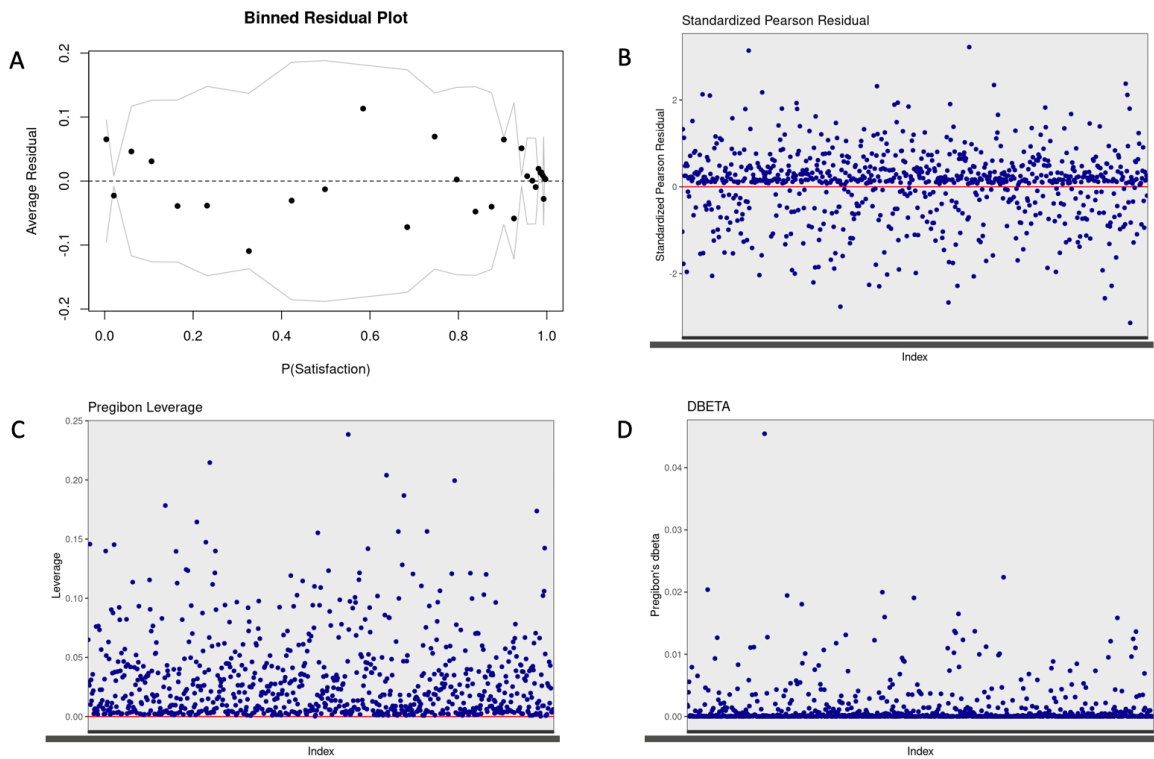 Binned Residual Plot
A
Average Residual
0.2
0.1
0.0
-0.1
-0.2
0.0 0.2 0.4 0.6 0.8 1.0
P(Satisfaction)
Standardized Pearson Residual
B
Standardized Pearson Residual
2
0
-2
Index
Pregibon Leverage
C
Leverage
0.25
0.20
0.15
0.10
0.05
0.00
Index
DBETA
D
Pregibon's dbeta
0.04
0.03
0.02
0.01
0.00
Index